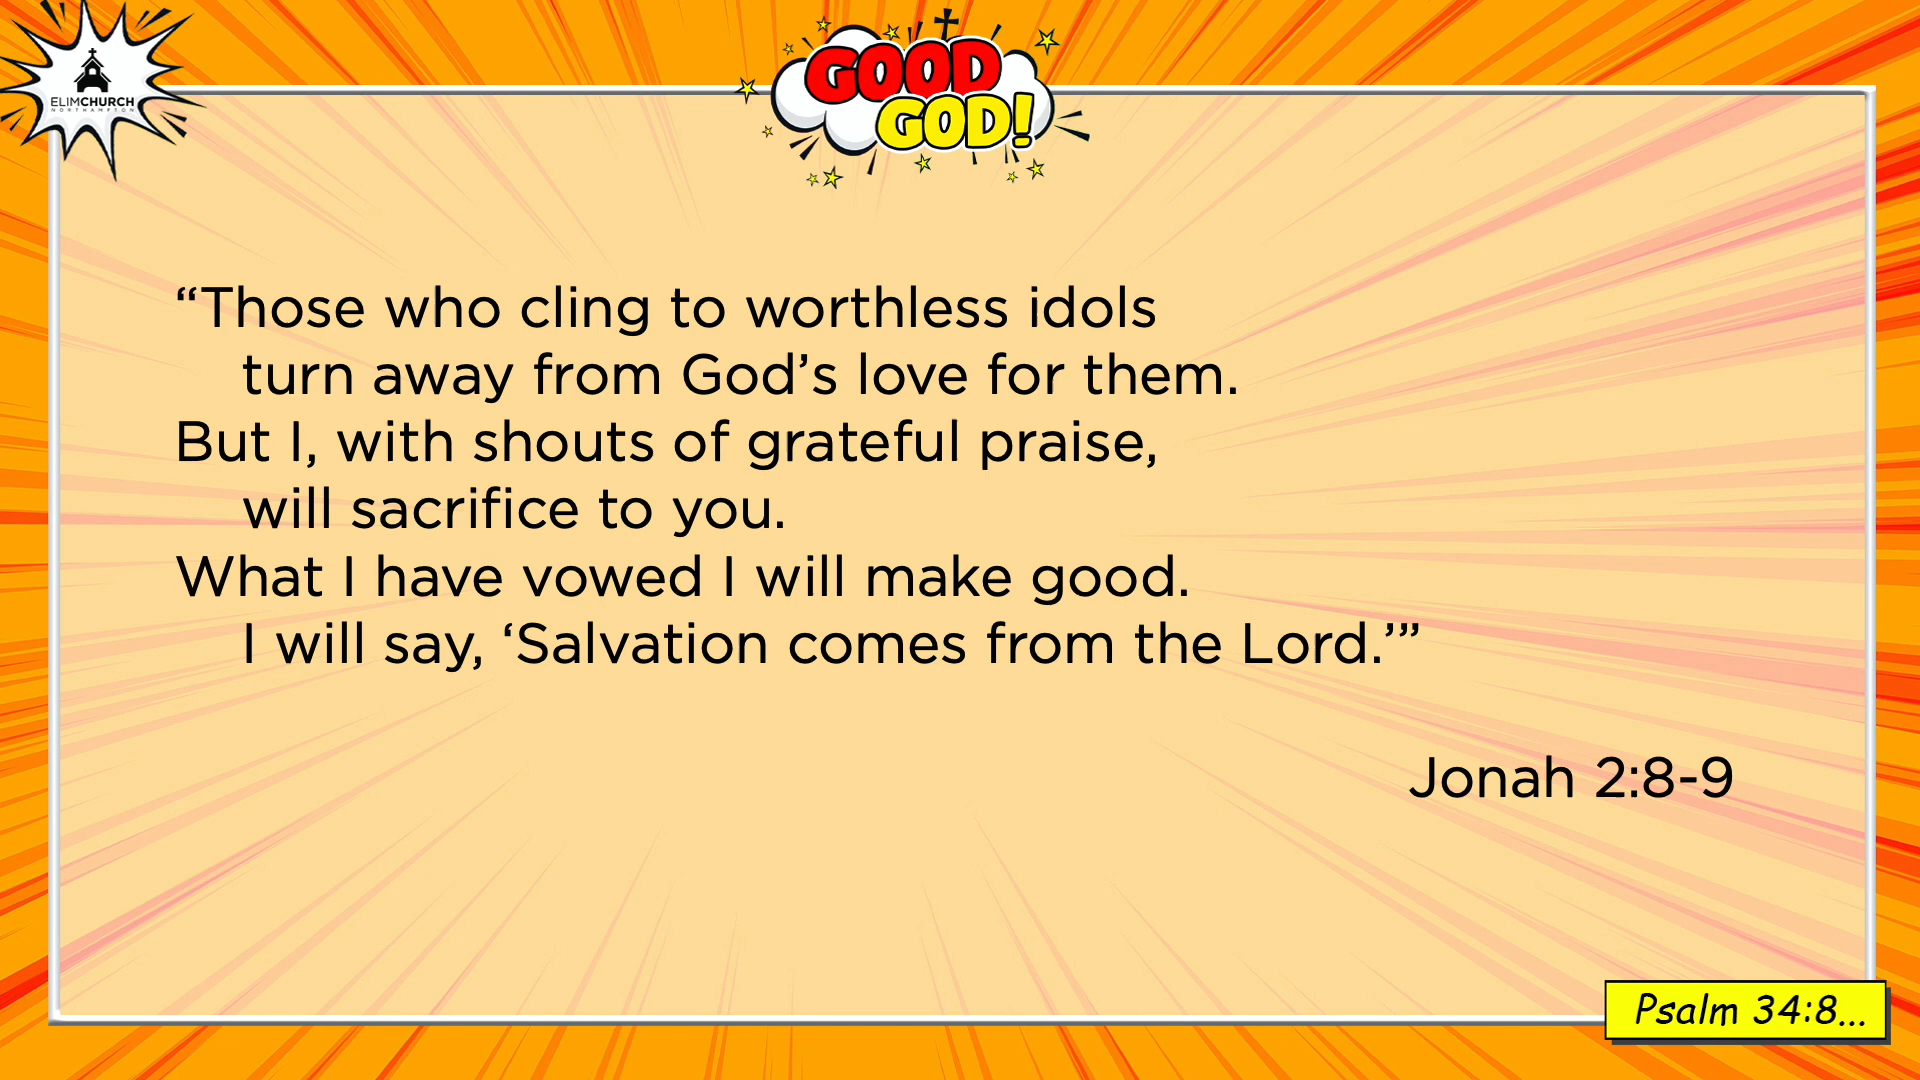 ELIMCHURCH
NORTHAMPTON
GOOD
GOD!
“Those who cling to worthless idols
turn away from God’s love for them.
But I, with shouts of grateful praise,
will sacrifice to you.
What I have vowed I will make good.
I will say, ‘Salvation comes from the Lord.’”
Jonah 2:8-9
Psalm 34:8...